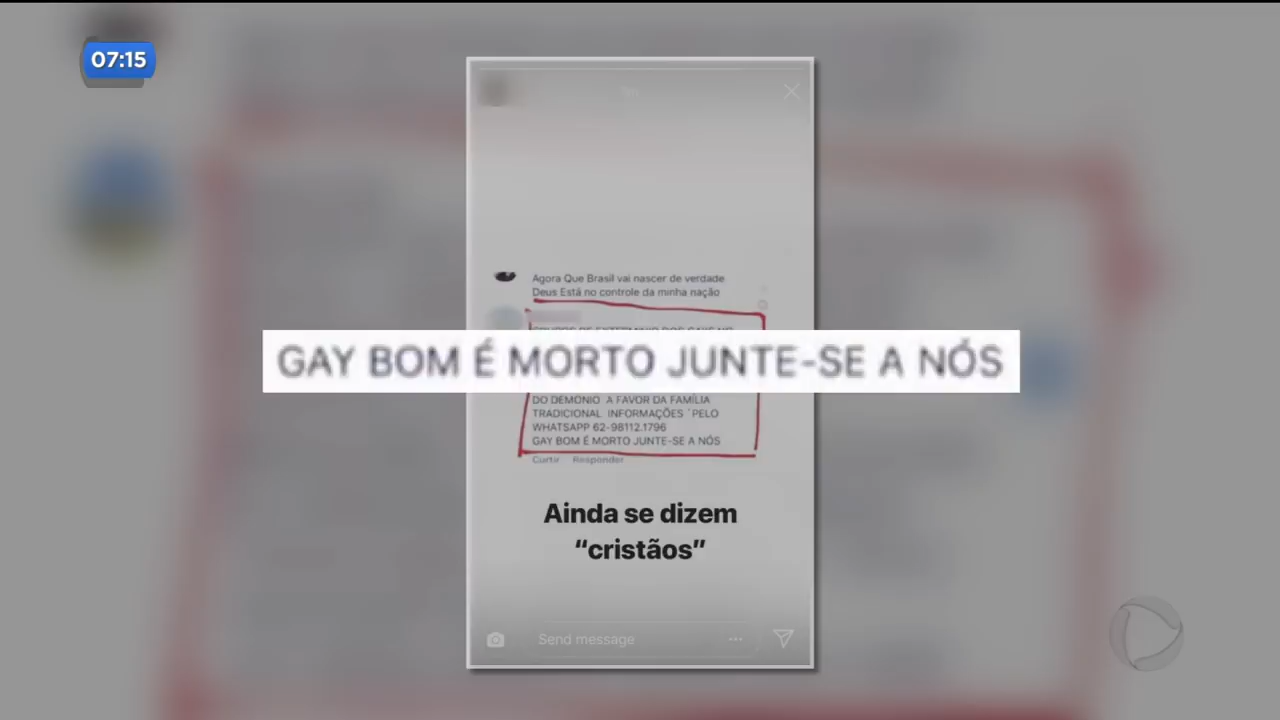 07:15
Agora Que Brasil vai nascer de verdade
Deus Está no controle da minha nação
GAY BOM É MORTO JUNTE-SE A NÓS
DO DEMONIO A FAVOR DA FAMÍLIA
TRADICIONAL INFORMAÇÕES ´PELO
WHATSAPP 62-98112.1796
GAY BOM É MORTO JUNTE-SE A NÓS
Curtir Responder
Ainda se dizem
“cristãos”
Send message